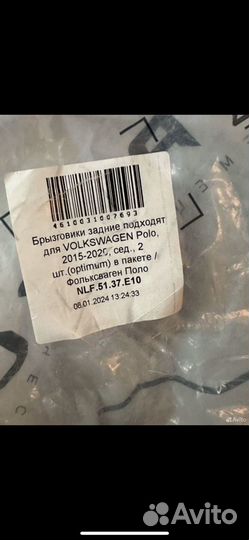 4610031007693
Брызговики задние подходят
для VOLKSWAGEN Polo,
2015-2020, сед., 2
шт.(optimum) в пакете /
Фольксваген Поло
NLF.51.37.E10
06.01.2024 13:24:33
Avito
Avito